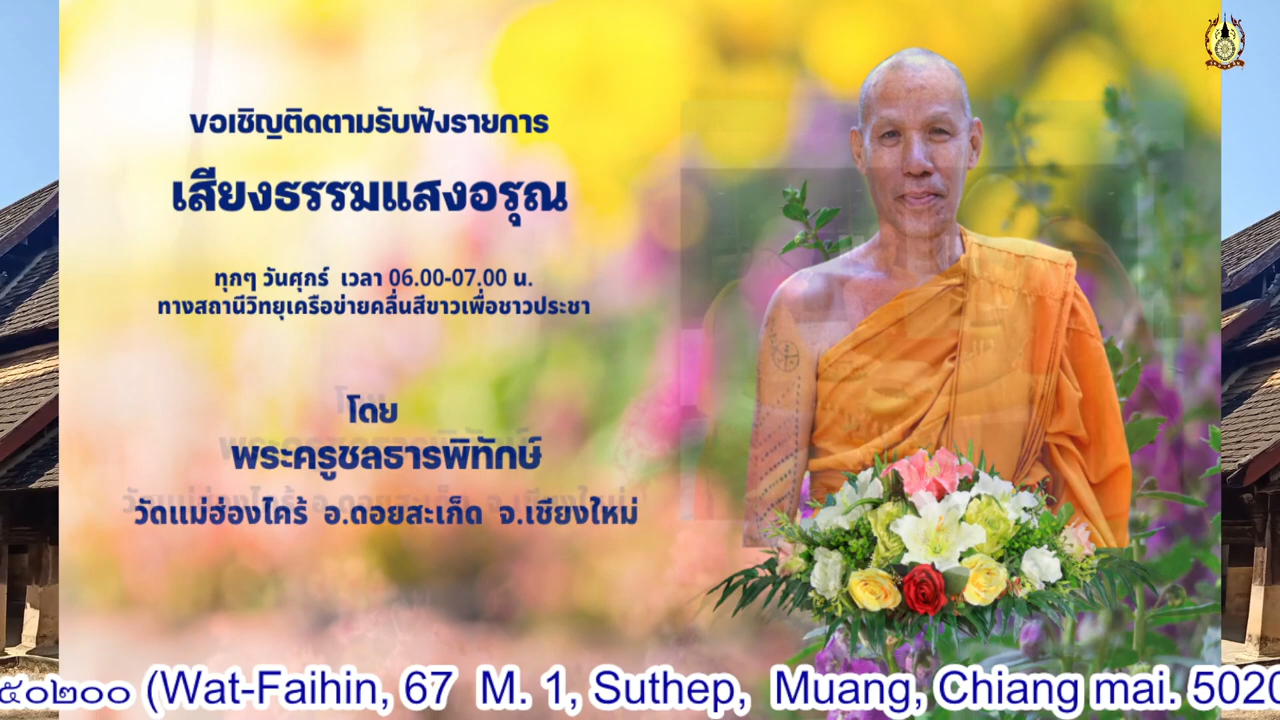 ขอเชิญติดตามรับฟังรายการ
เสียงธรรมแสงอรุณ
ทุกๆ วันศุกร์ เวลา 06.00-07.00 น.
ทางสถานีวิทยุเครือข่ายคลื่นสีขาวเพื่อชาวประชา
โดย
พระครูชลธารพิทักษ์
วัดแม่ฮ่องไคร้ อ.ดอยสะเก็ด จ.เชียงใหม่
๕๐๒๐๐ (Wat-Faihin, 67 M. 1, Suthep, Muang, Chiang mai. 5020